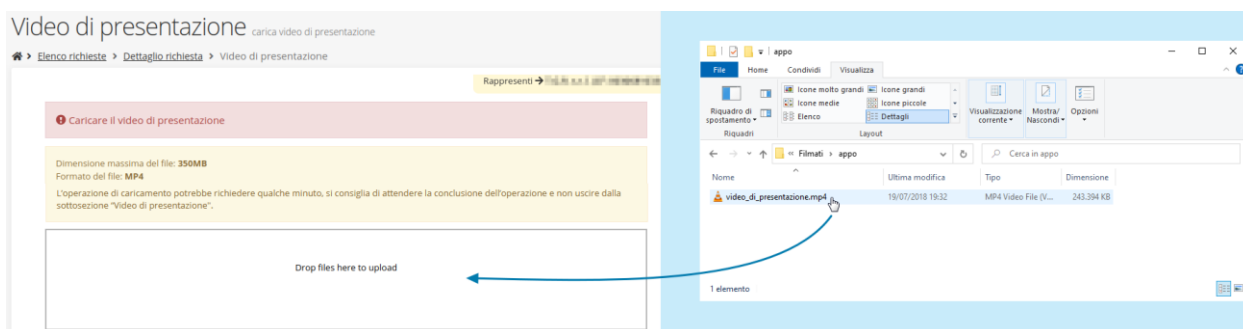 Video di presentazione carica video di presentazione
Elenco richieste > Dettaglio richiesta > Video di presentazione
Rappresenti
Caricare il video di presentazione
Dimensione massima del file: 350MB
Formato del file: MP4
L'operazione di caricamento potrebbe richiedere qualche minuto, si consiglia di attendere la conclusione dell'operazione e non uscire dalla
sottosezione "Video di presentazione".
Drop files here to upload
appo
File Home Condividi Visualizza
Riquadro di
spostamento
Icone molto grandi Icone grandi
Icone medie Icone piccole
Elenco Dettagli
Visualizzazione
corrente
Mostra/
Nascondi
Opzioni
Riquadri Layout
« Filmati > appo
Cerca in appo
Nome Ultima modifica Tipo Dimensione
video_di_presentazione.mp4 19/07/2018 19:32 MP4 Video File (V... 243.394 KB
1 elemento